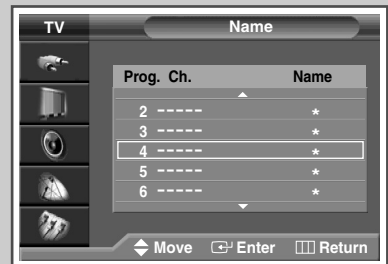 TV Name
Prog. Ch. Name
2 ----- *
3 ----- *
4 ----- *
5 ----- *
6 ----- *
Move Enter Return